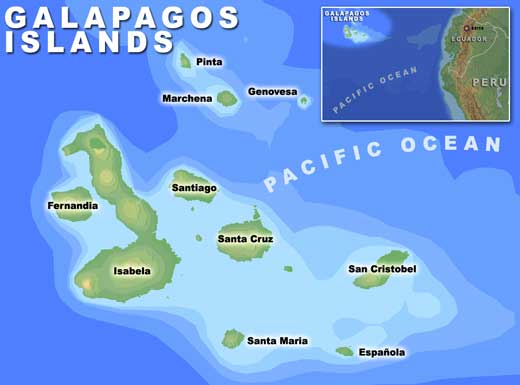 GALAPAGOS
ISLANDS
Pinta
Marchena
Genovesa
PACIFIC OCEAN
Santiago
Fernandia
Santa Cruz
Isabela
San Cristobel
Santa Maria
Española
GALAPAGOS
ISLANDS
QUITO
ECUADOR
PERU
PACIFIC OCEAN